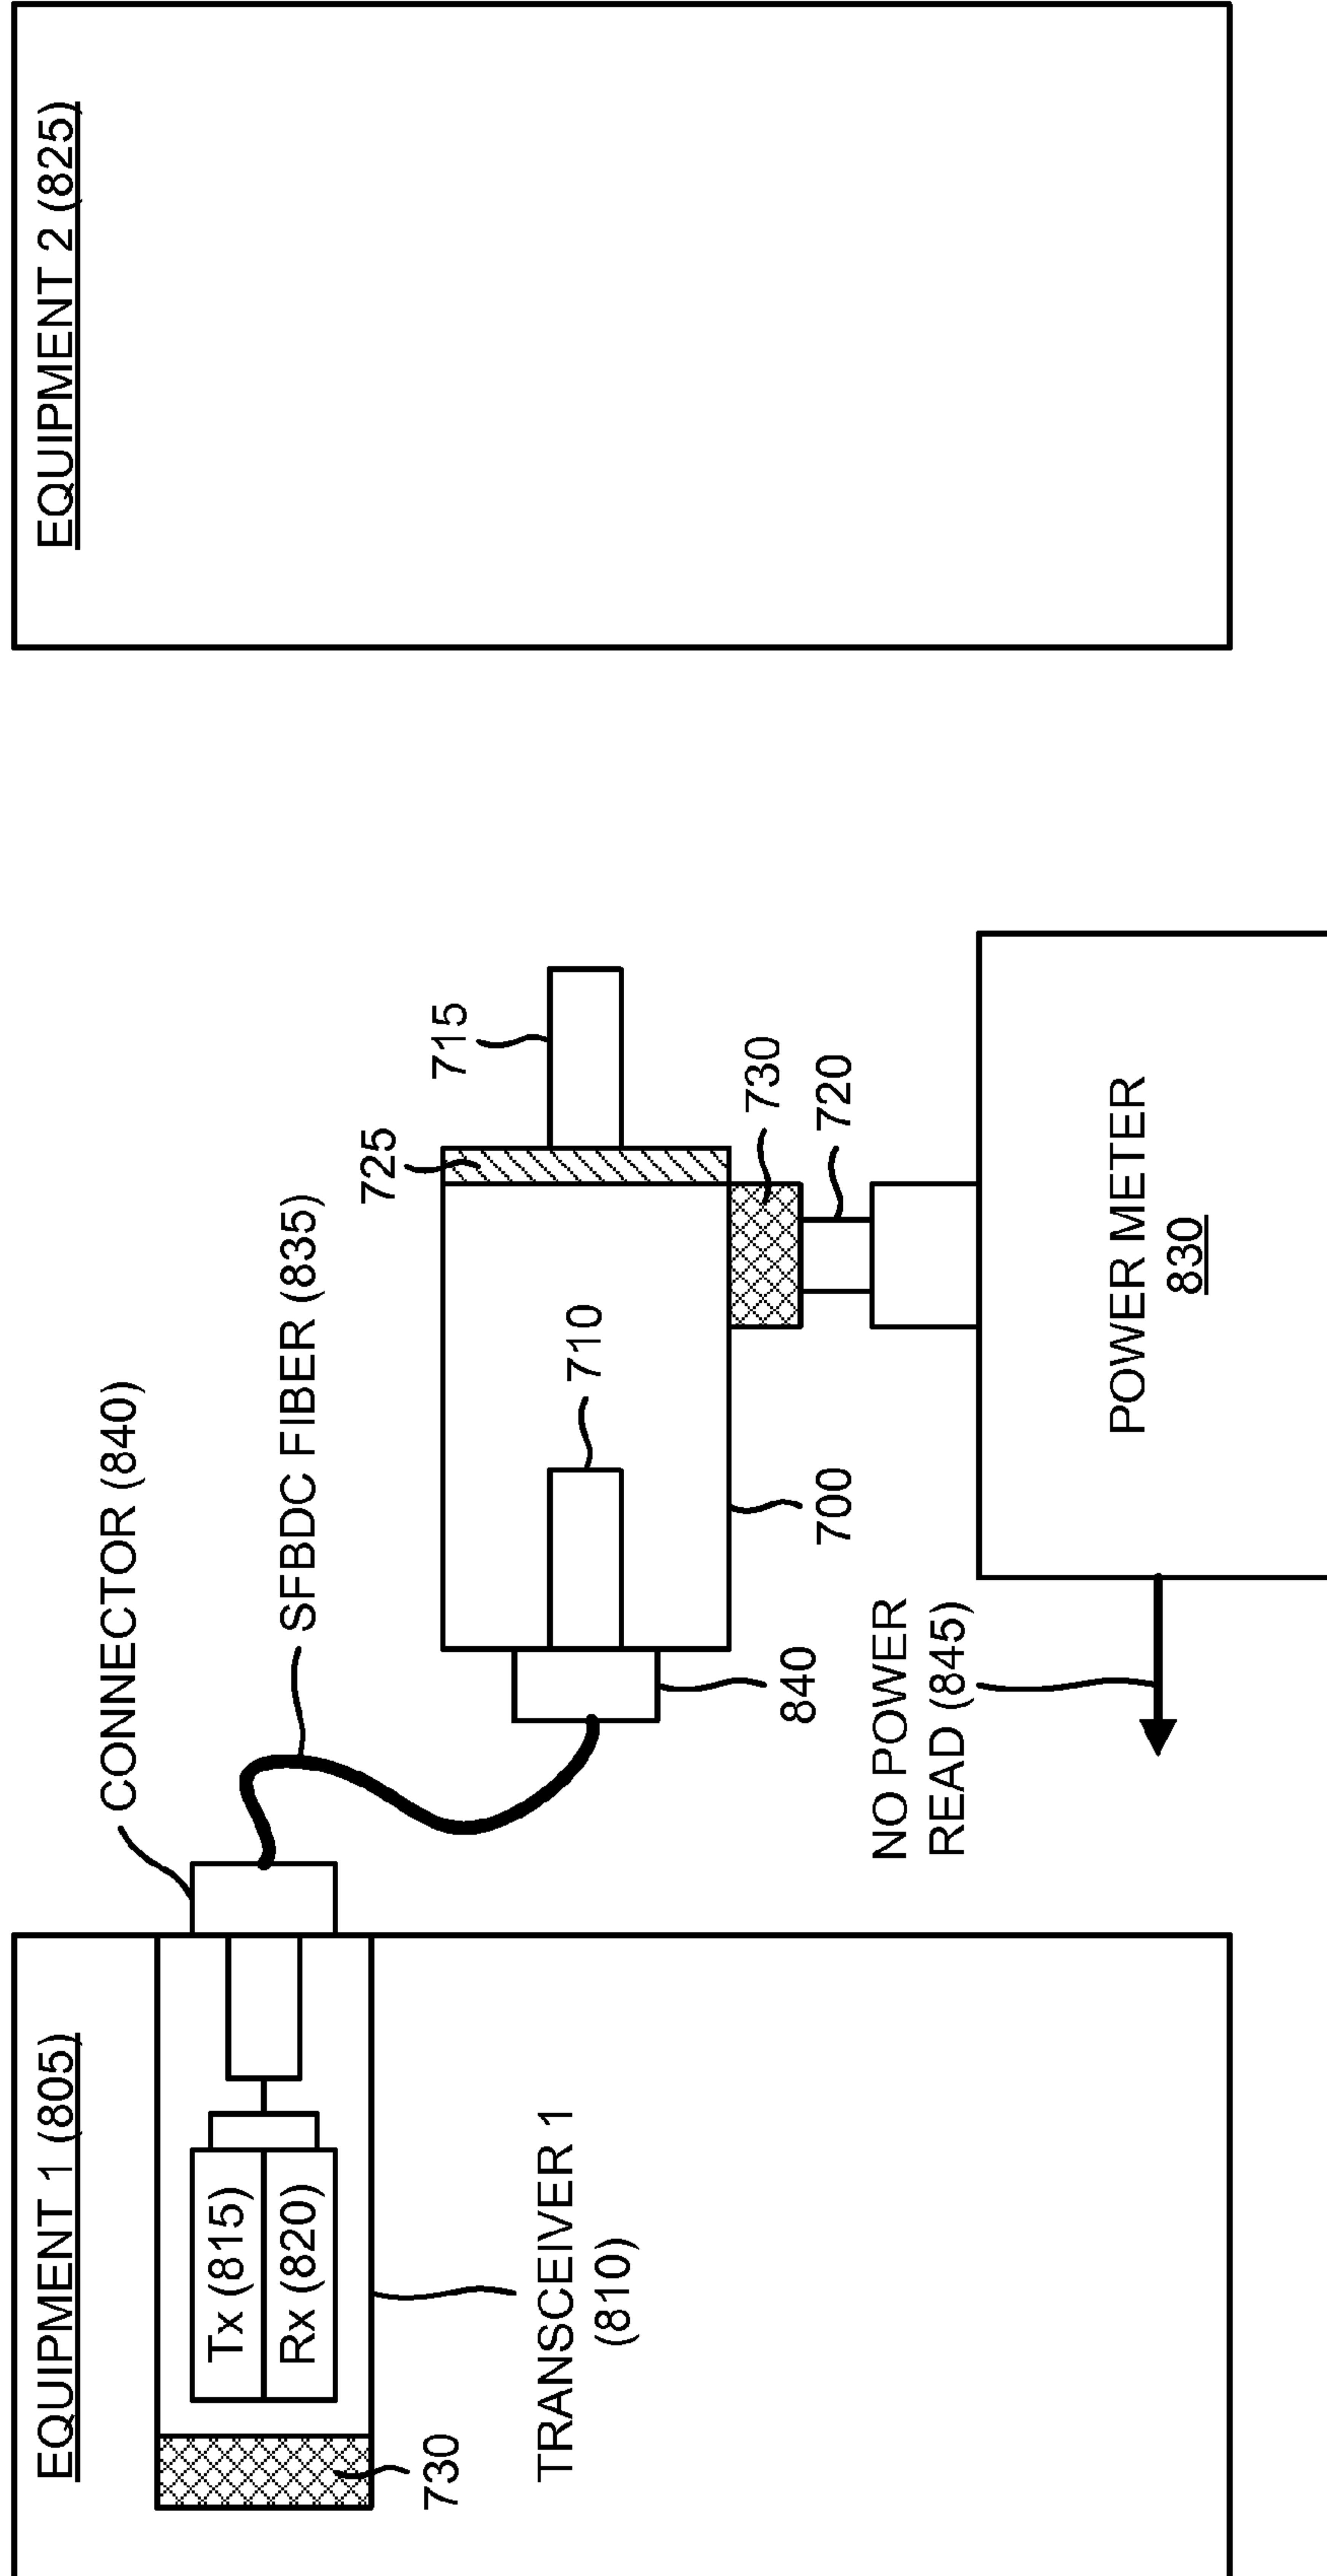 EQUIPMENT 1 (805)
Tx (815)
Rx (820)
730
TRANSCEIVER 1
(810)
CONNECTOR (840)
SFBDC FIBER (835)
840
NO POWER
READ (845)
710
700
725
715
730
720
POWER METER
830
EQUIPMENT 2 (825)